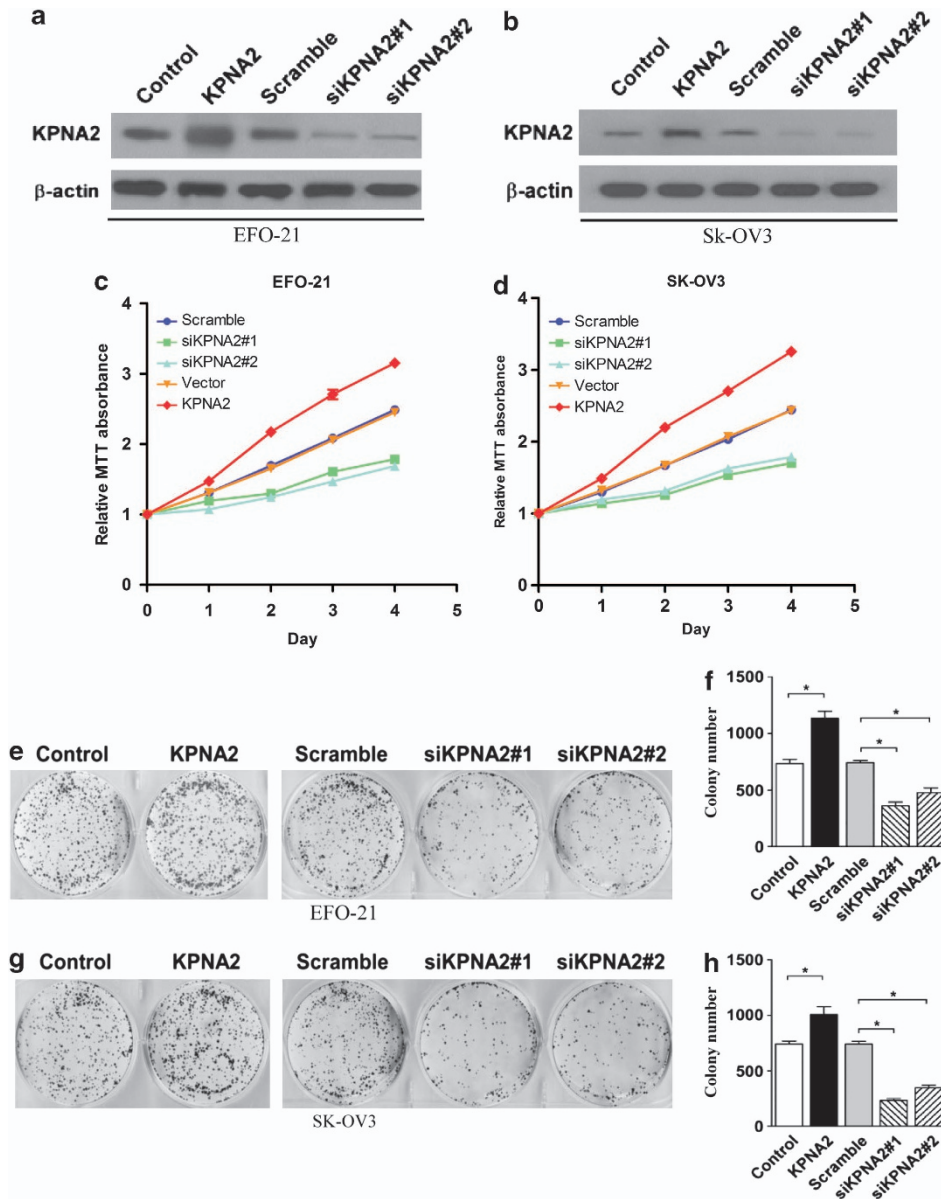 a
Control
KPNA2
Scramble
siKPNA2#1
siKPNA2#2
KPNA2
β-actin
EFO-21
b
Control
KPNA2
Scramble
siKPNA2#1
siKPNA2#2
KPNA2
β-actin
Sk-OV3
c
EFO-21
Relative MTT absorbance
4
3
2
1
0
Scramble
siKPNA2#1
siKPNA2#2
Vector
KPNA2
0 1 2 3 4 5
Day
d
SK-OV3
Relative MTT absorbance
4
3
2
1
0
Scramble
siKPNA2#1
siKPNA2#2
Vector
KPNA2
0 1 2 3 4 5
Day
e
Control KPNA2 Scramble siKPNA2#1 siKPNA2#2
EFO-21
f
Colony number
1500
1000
500
0
* * *
Control
KPNA2
Scramble
siKPNA2#1
siKPNA2#2
g
Control KPNA2 Scramble siKPNA2#1 siKPNA2#2
SK-OV3
h
Colony number
1500
1000
500
0
* * *
Control
KPNA2
Scramble
siKPNA2#1
siKPNA2#2